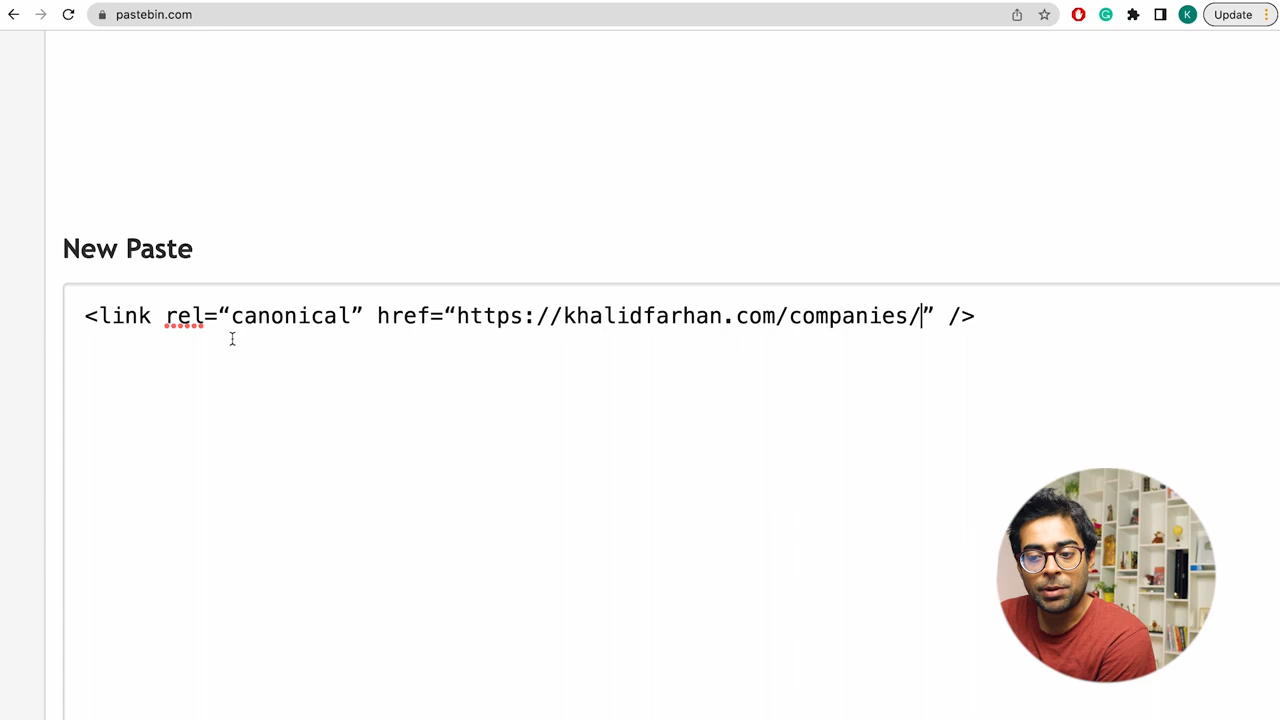 pastebin.com
K
Update
New Paste
<link rel=“canonical” href=“https://khalidfarhan.com/companies/” />